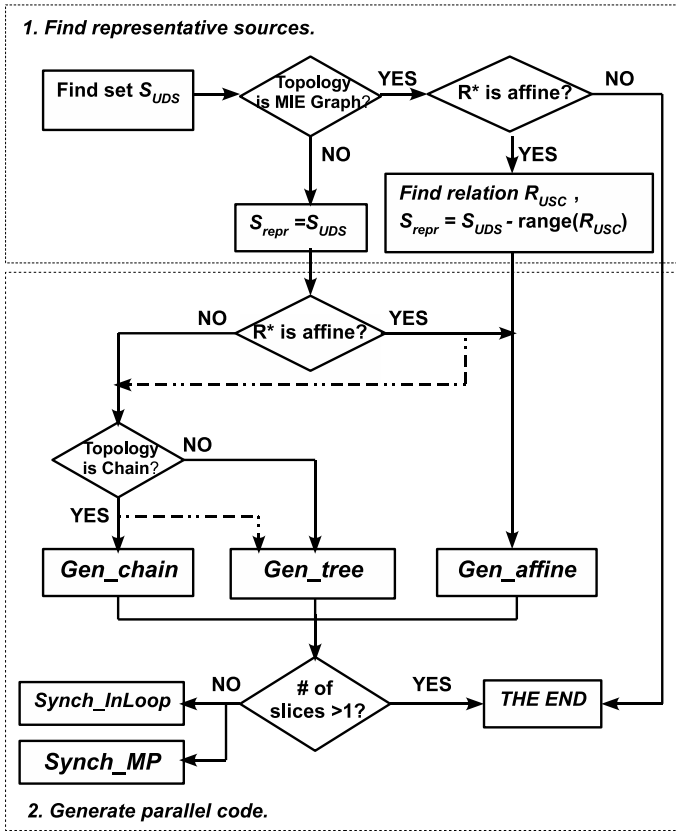 1. Find representative sources.
Find set S_UDS
Topology
is MIE Graph?
YES
R* is affine?
NO
NO
YES
S_repr =S_UDS
Find relation R_USC ,
S_repr = S_UDS - range(R_USC)
NO
R* is affine?
YES
Topology
is Chain?
NO
YES
Gen_chain
Gen_tree
Gen_affine
Synch_InLoop
NO
# of
slices >1?
YES
THE END
Synch_MP
2. Generate parallel code.